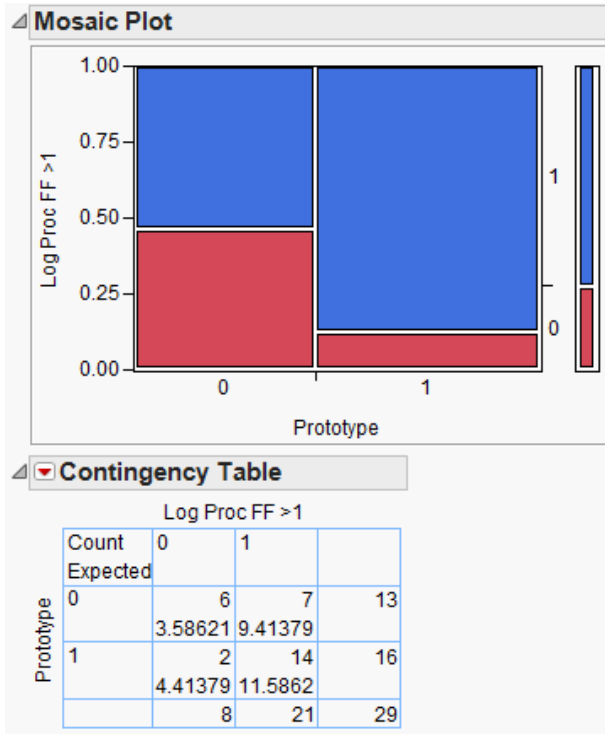 Mosaic Plot
1.00
0.75
0.50
0.25
0.00
Log Proc FF >1
1
0
0 1
Prototype
Contingency Table
Log Proc FF >1
Count 0 1
Expected
Prototype
0 6 7 13
3.58621 9.41379
1 2 14 16
4.41379 11.5862
8 21 29